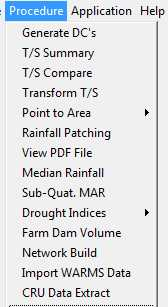 Procedure Application Help
Generate DC's
T/S Summary
T/S Compare
Transform T/S
Point to Area
Rainfall Patching
View PDF File
Median Rainfall
Sub-Quat. MAR
Drought Indices
Farm Dam Volume
Network Build
Import WARMS Data
CRU Data Extract